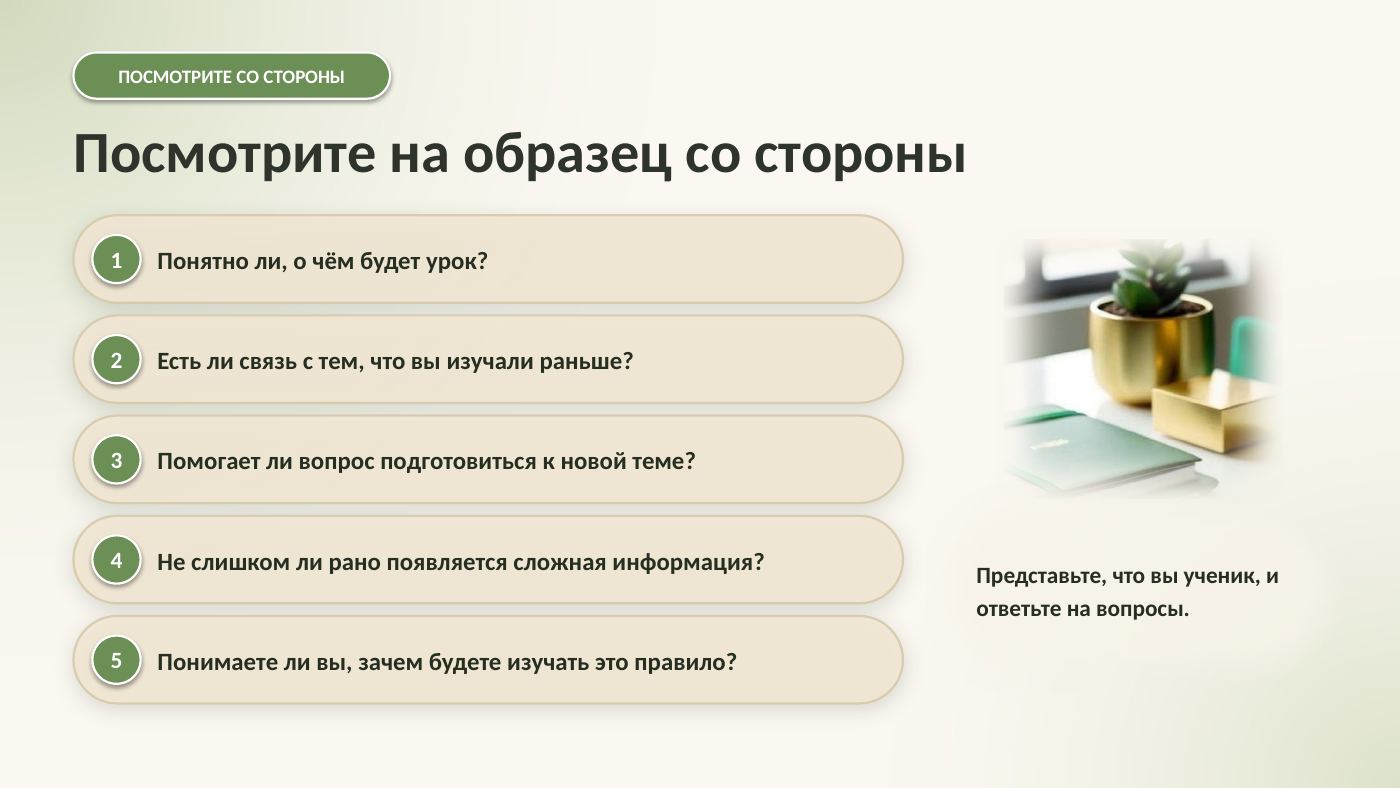 ПОСМОТРИТЕ СО СТОРОНЫ
Посмотрите на образец со стороны
1 Понятно ли, о чём будет урок?
2 Есть ли связь с тем, что вы изучали раньше?
3 Помогает ли вопрос подготовиться к новой теме?
4 Не слишком ли рано появляется сложная информация?
5 Понимаете ли вы, зачем будете изучать это правило?
Представьте, что вы ученик, и
ответьте на вопросы.